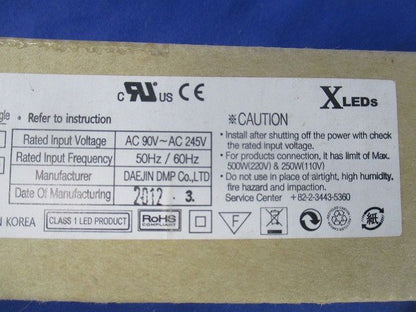 c RU US CE
XLEDs
gle * Refer to instruction
Rated Input Voltage AC 90V~AC 245V
Rated Input Frequency 50Hz / 60Hz
Manufacturer DAEJIN DMP Co.,LTD
Date Of Manufacturing 2012 . 3.
N KOREA CLASS 1 LED PRODUCT RoHS COMPLIANT F 紙
※CAUTION
• Install after shutting off the power with check
the rated input voltage.
• For products connection, it has limit of Max.
500W(220V) & 250W(110V)
• Do not use in place of airtight, high humidity,
fire hazard and impaction.
Service Center +82-2-3443-5360